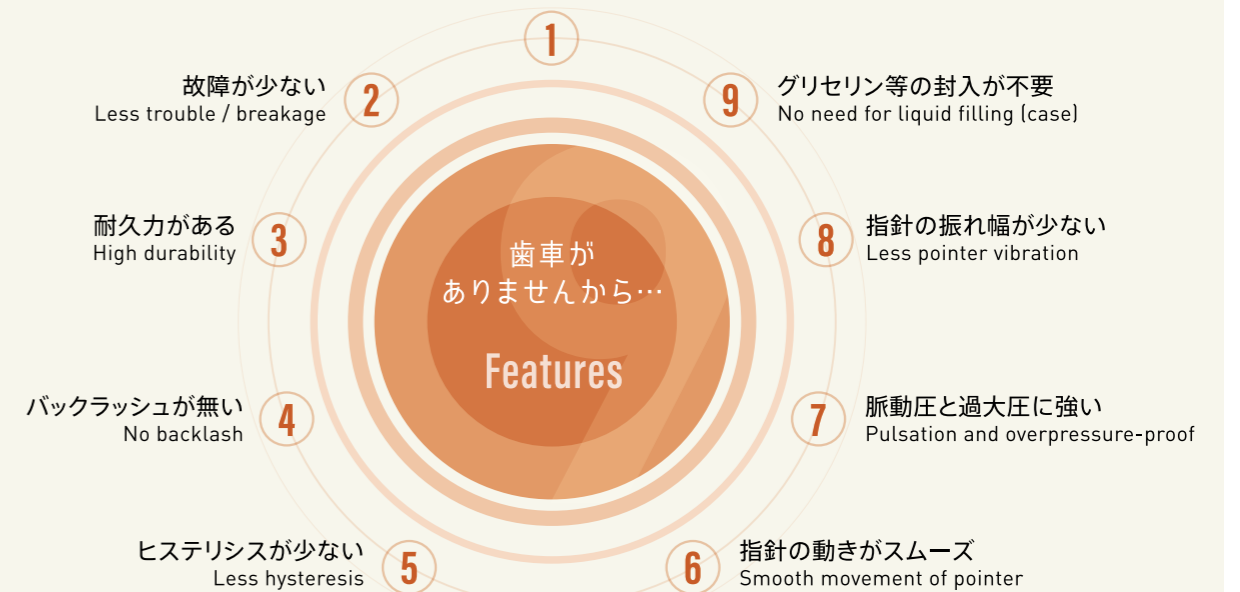 1
故障が少ない
Less trouble / breakage
2
耐久力がある
High durability
3
バックラッシュが無い
No backlash
4
ヒステリシスが少ない
Less hysteresis
5
歯車が
ありませんから…
Features
6
指針の動きがスムーズ
Smooth movement of pointer
7
脈動圧と過大圧に強い
Pulsation and overpressure-proof
8
指針の振れ幅が少ない
Less pointer vibration
9
グリセリン等の封入が不要
No need for liquid filling (case)